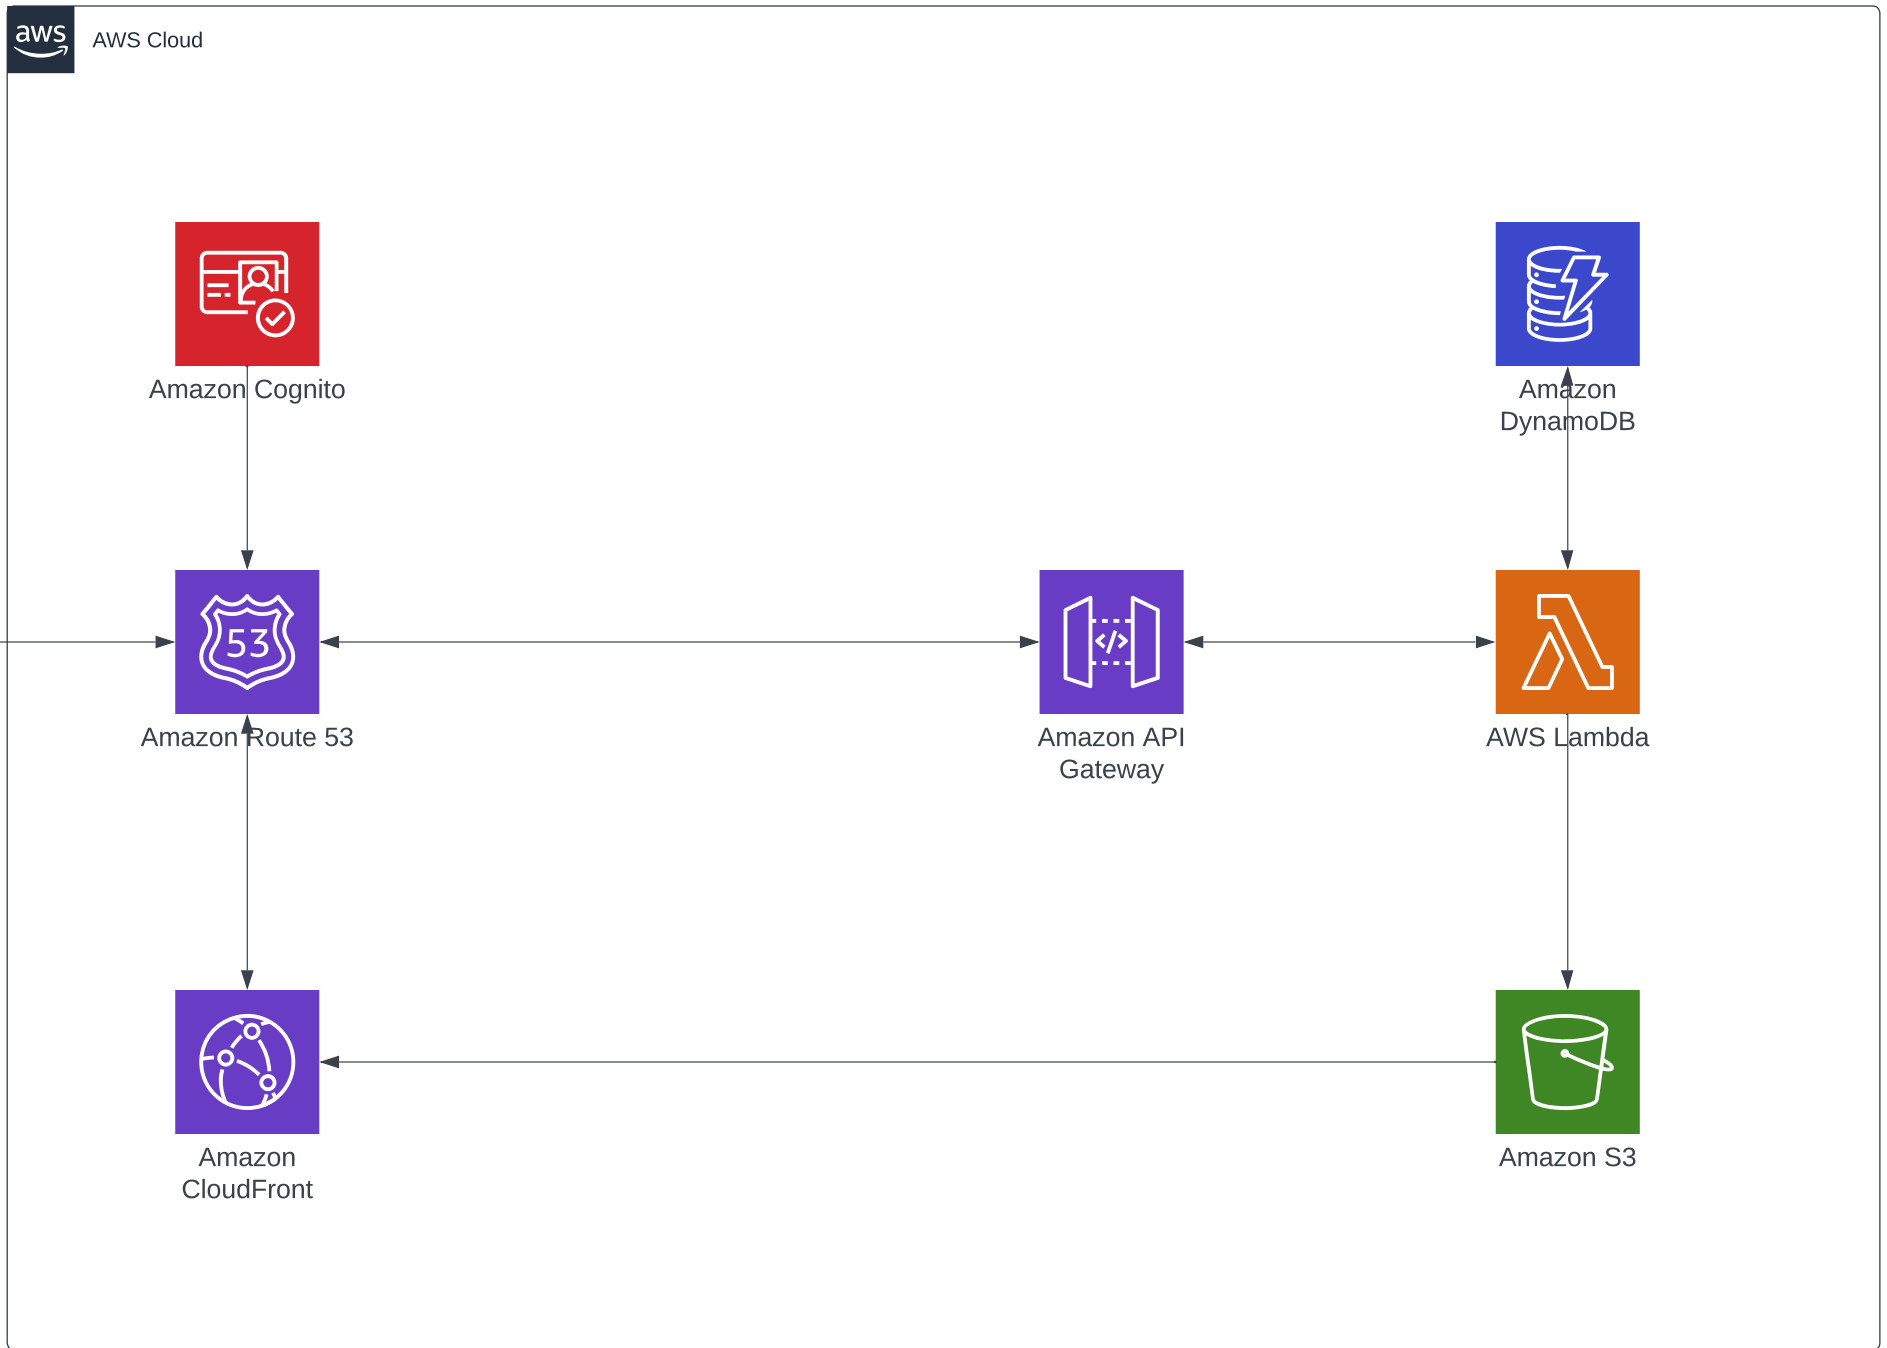 aws
AWS Cloud
Amazon Cognito
Amazon
DynamoDB
53
</>
Amazon Route 53
Amazon API
Gateway
AWS Lambda
Amazon
CloudFront
Amazon S3